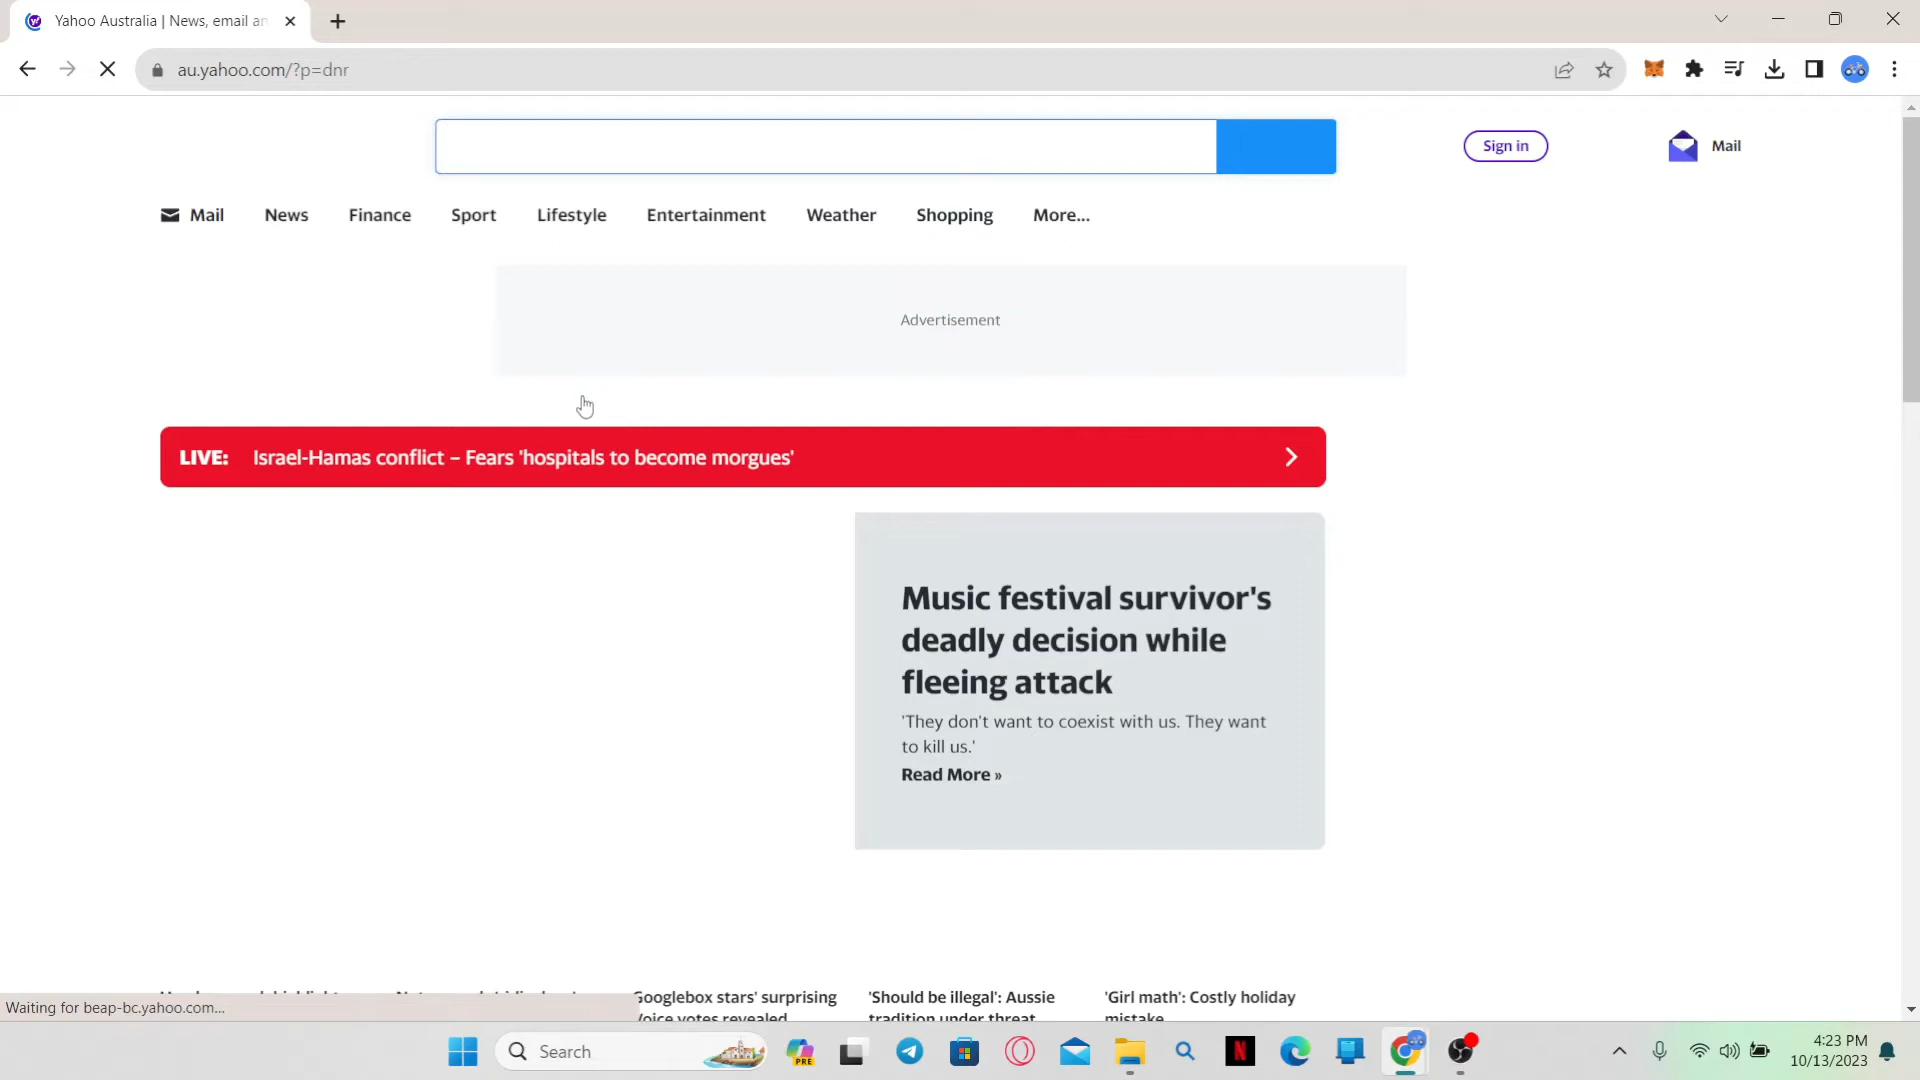 Yahoo Australia | News, email an
au.yahoo.com/?p=dnr
Sign in
Mail
Mail News Finance Sport Lifestyle Entertainment Weather Shopping More...
Advertisement
LIVE: Israel-Hamas conflict – Fears 'hospitals to become morgues'
Music festival survivor's
deadly decision while
fleeing attack
'They don't want to coexist with us. They want
to kill us.'
Read More »
Googlebox stars' surprising
Voice votes revealed
'Should be illegal': Aussie
tradition under threat
'Girl math': Costly holiday
mistake
Waiting for beap-bc.yahoo.com...
Search
PRE
N
4:23 PM
10/13/2023